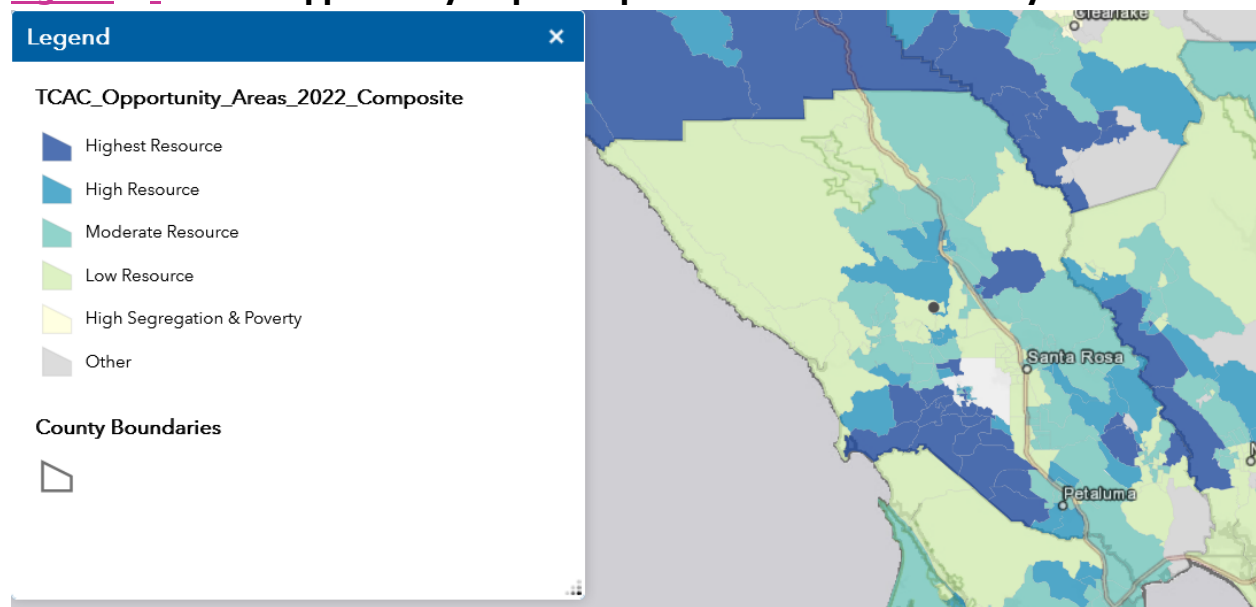 Legend
×
TCAC_Opportunity_Areas_2022_Composite
Highest Resource
High Resource
Moderate Resource
Low Resource
High Segregation & Poverty
Other
County Boundaries
Clearlake
Santa Rosa
Petaluma